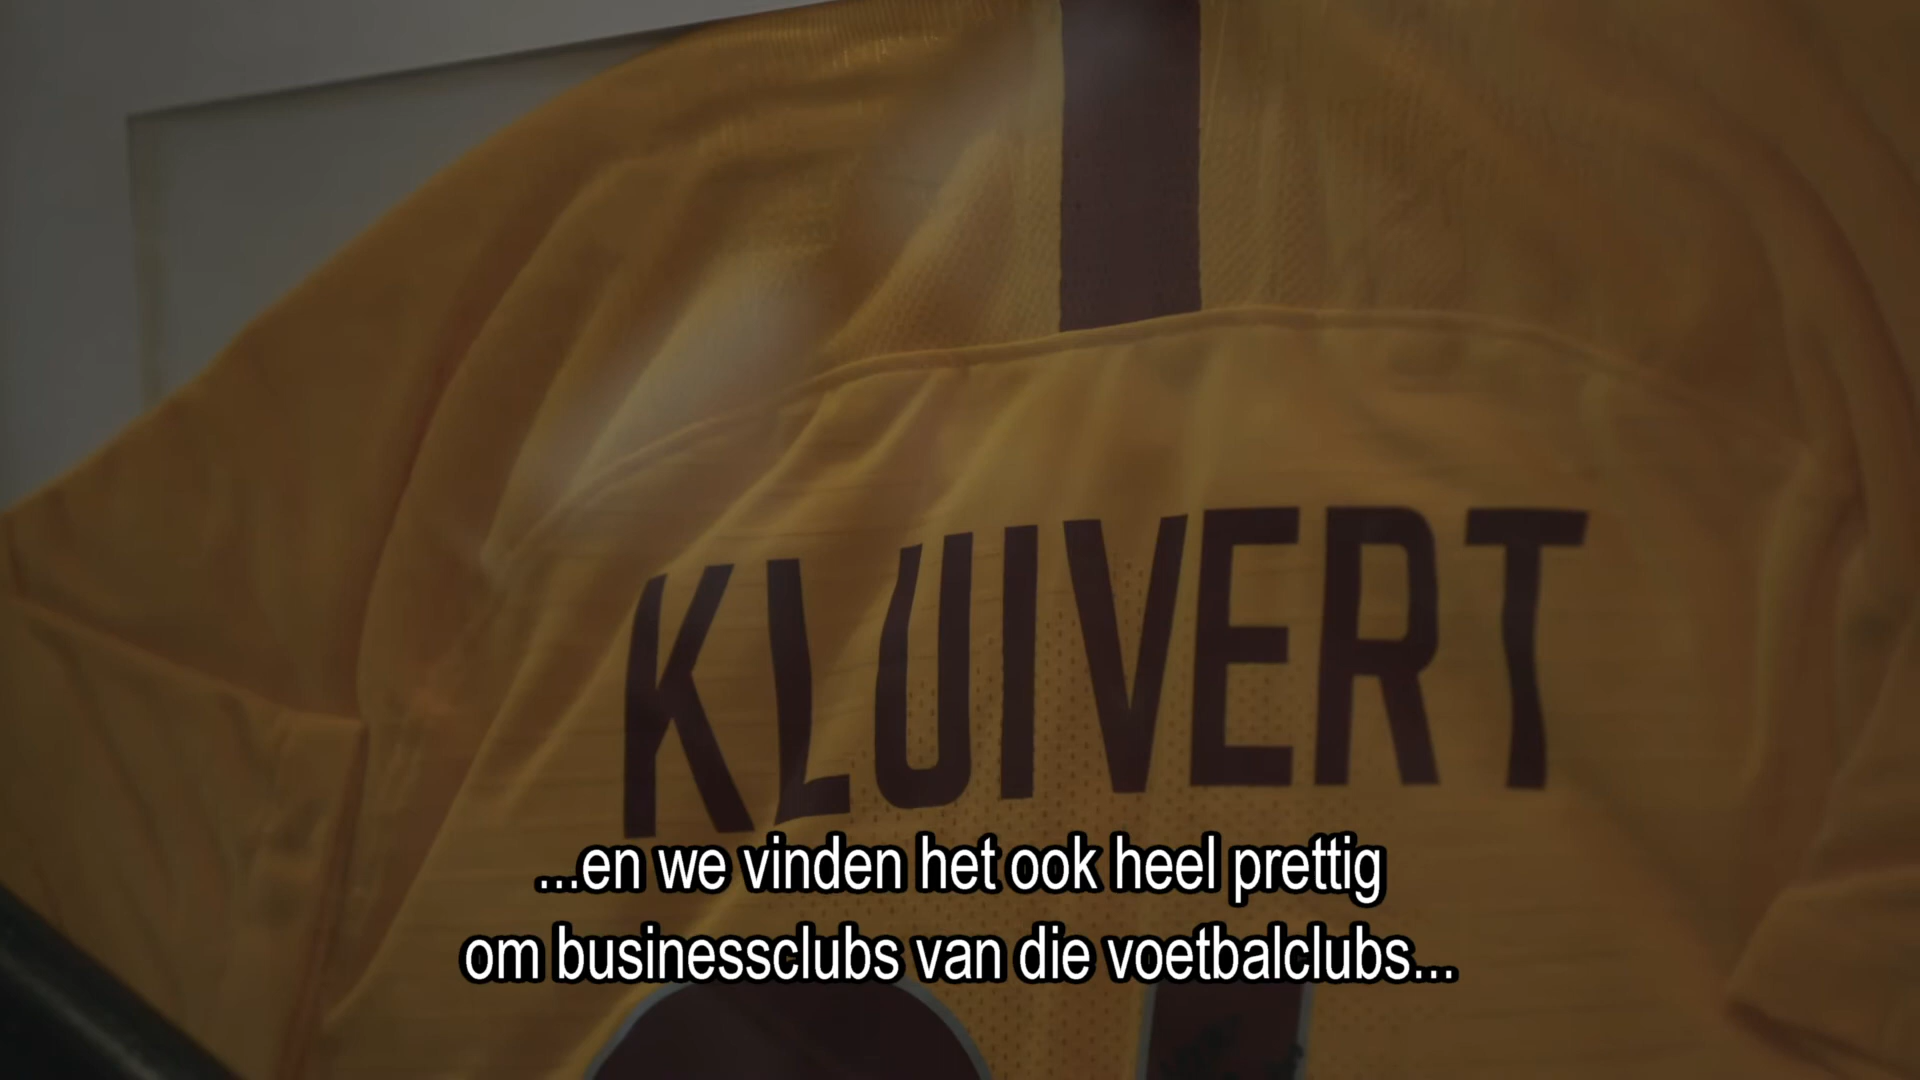 KLUIVERT
...en we vinden het ook heel prettig
om businessclubs van die voetbalclubs...